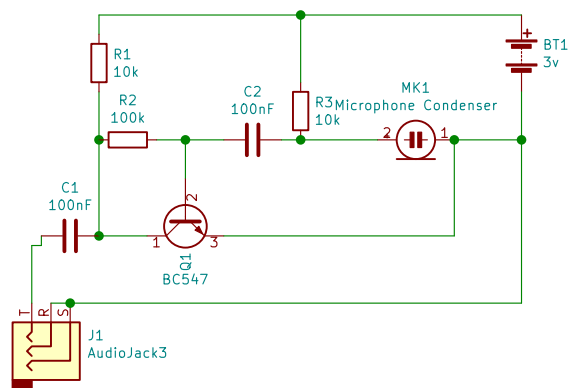 R1
10k
R2
100k
C2
100nF
R3
10k
MK1
Microphone Condenser
2
1
+
BT1
3v
C1
100nF
2
1
3
Q1
BC547
T
R
S
J1
AudioJack3